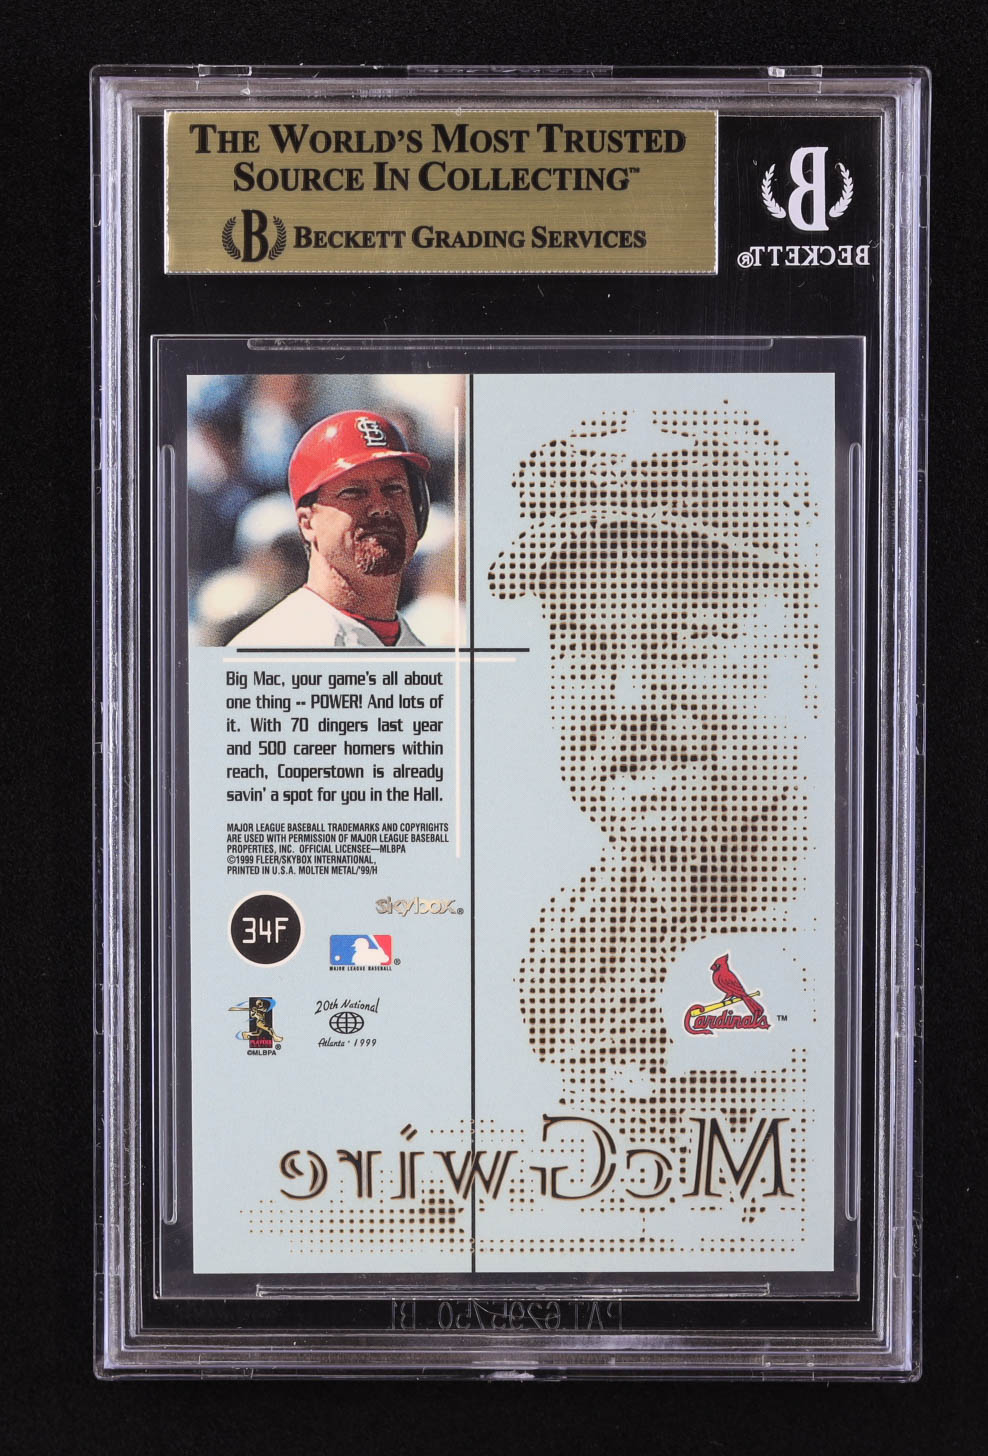 THE WORLD'S MOST TRUSTED
SOURCE IN COLLECTING™
B BECKETT GRADING SERVICES
B
BECKETT®
STL
Big Mac, your game's all about
one thing -- POWER! And lots of
it. With 70 dingers last year
and 500 career homers within
reach, Cooperstown is already
savin' a spot for you in the Hall.
MAJOR LEAGUE BASEBALL TRADEMARKS AND COPYRIGHTS
ARE USED WITH PERMISSION OF MAJOR LEAGUE BASEBALL
PROPERTIES, INC. OFFICIAL LICENSEE—MLBPA
©1999 FLEER/SKYBOX INTERNATIONAL,
PRINTED IN U.S.A. MOLTEN METAL/'99/H
34F
SKYBOX®
MAJOR LEAGUE BASEBALL®
PLAYERS
®
©MLBPA
20th National
Atlanta • 1999
Cardinals™
McGwire
PAT6295750 B1